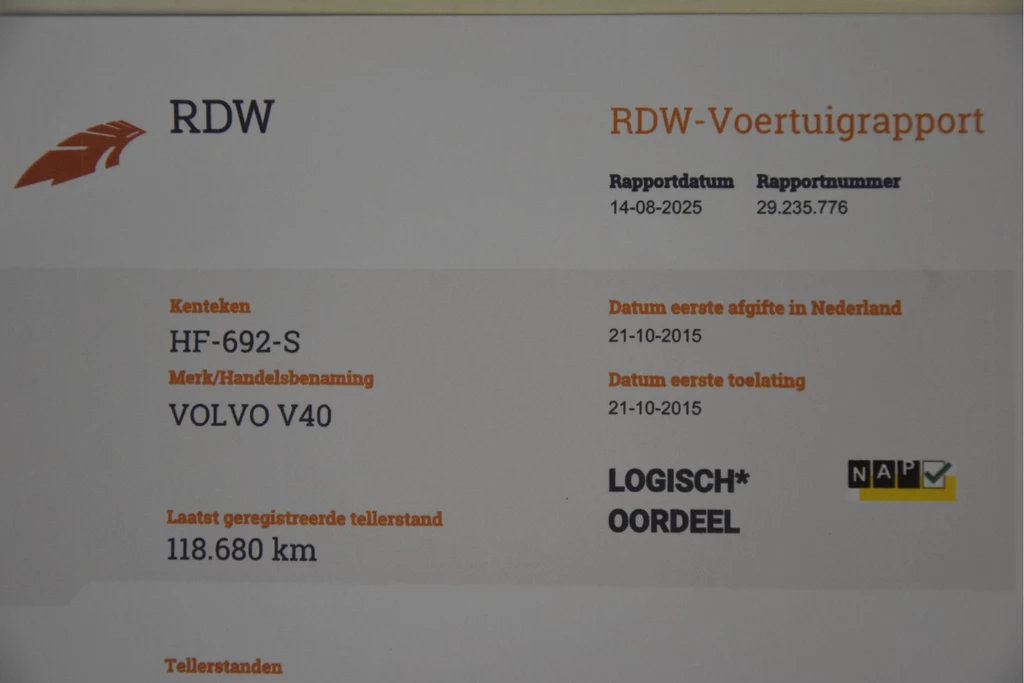 RDW
RDW-Voertuigrapport
Rapportdatum Rapportnummer
14-08-2025 29.235.776
Kenteken
HF-692-S
Merk/Handelsbenaming
VOLVO V40
Laatst geregistreerde tellerstand
118.680 km
Datum eerste afgifte in Nederland
21-10-2015
Datum eerste toelating
21-10-2015
LOGISCH*
OORDEEL
NAP
Tellerstanden